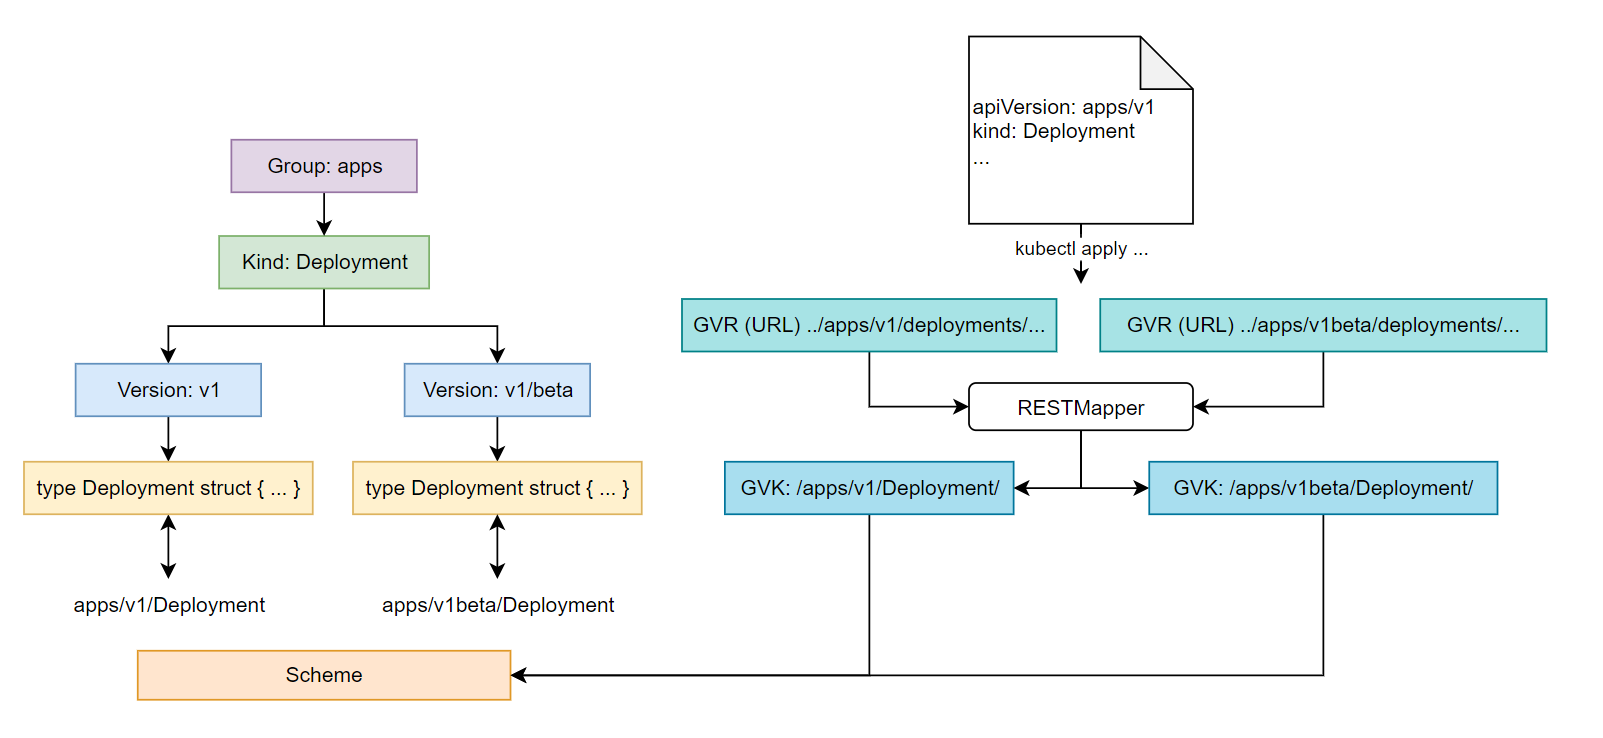 apiVersion: apps/v1
kind: Deployment
...
Group: apps
kubectl apply ...
Kind: Deployment
GVR (URL) ../apps/v1/deployments/...
GVR (URL) ../apps/v1beta/deployments/...
Version: v1
Version: v1/beta
RESTMapper
type Deployment struct { ... }
type Deployment struct { ... }
GVK: /apps/v1/Deployment/
GVK: /apps/v1beta/Deployment/
apps/v1/Deployment
apps/v1beta/Deployment
Scheme